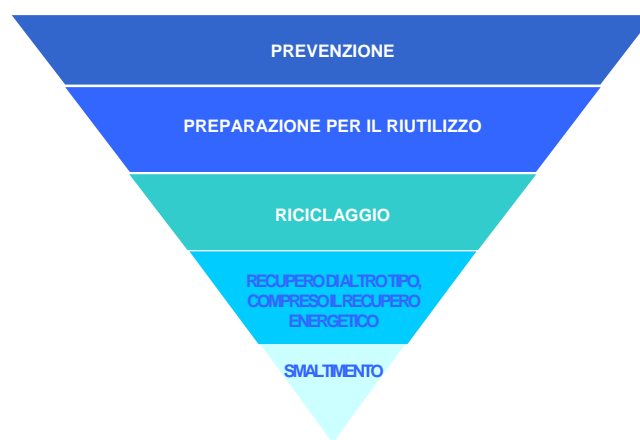 PREVENZIONE
PREPARAZIONE PER IL RIUTILIZZO
RICICLAGGIO
RECUPERO DI ALTRO TIPO,
COMPRESO IL RECUPERO
ENERGETICO
SMALTIMENTO